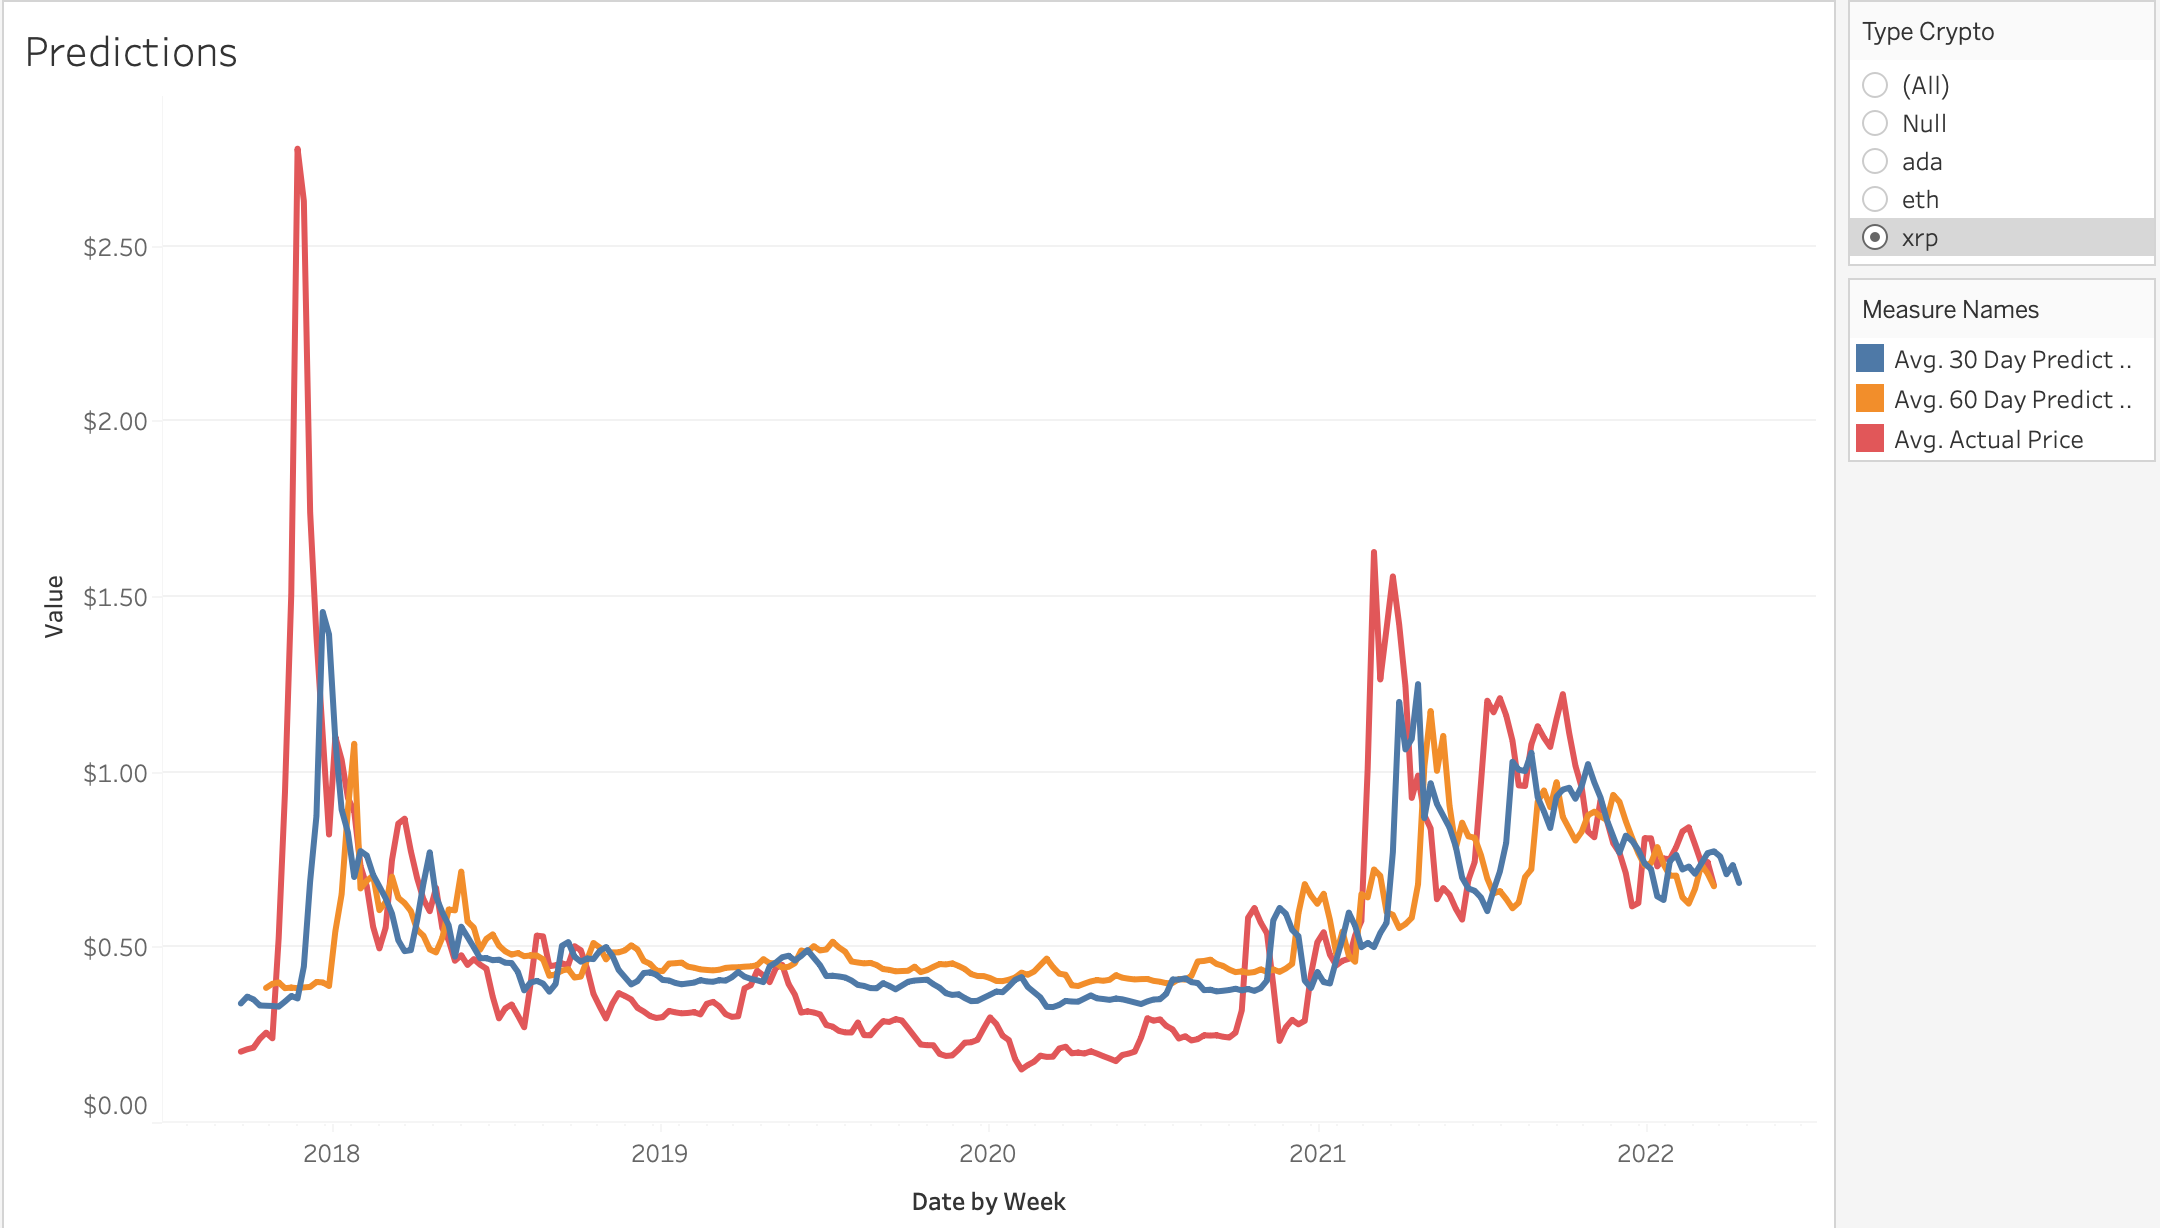 Predictions
$2.50
$2.00
$1.50
$1.00
$0.50
$0.00
Value
2018
2019
2020
2021
2022
Date by Week
Type Crypto
(All)
Null
ada
eth
xrp
Measure Names
Avg. 30 Day Predict ..
Avg. 60 Day Predict ..
Avg. Actual Price